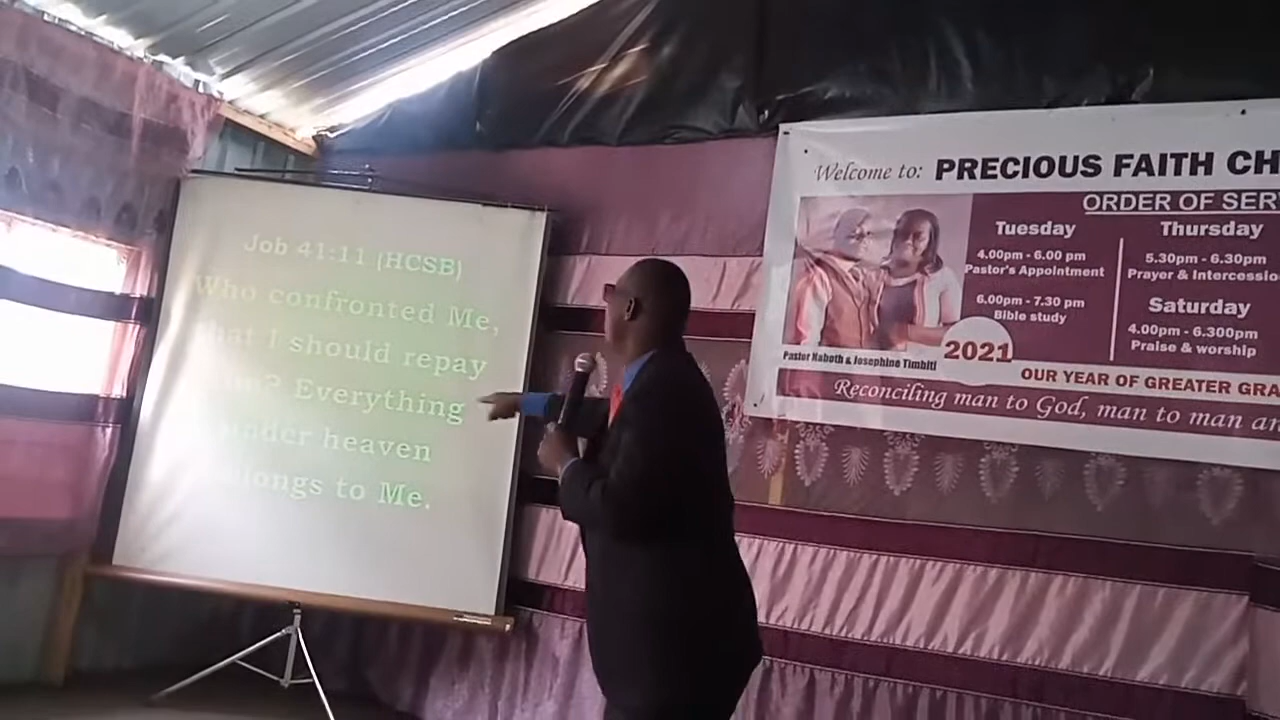 Job 41:11 (HCSB)
Who confronted Me,
that I should repay
him? Everything
under heaven
belongs to Me.
Welcome to: PRECIOUS FAITH CH
ORDER OF SER
Tuesday
4.00pm - 6.00 pm
Pastor's Appointment
6.00pm - 7.30 pm
Bible study
Thursday
5.30pm - 6.30pm
Prayer & Intercessio
Saturday
4.00pm - 6.300pm
Praise & worship
Pastor Naboth & Josephine Timbiti
2021
OUR YEAR OF GREATER GRA
Reconciling man to God, man to man an